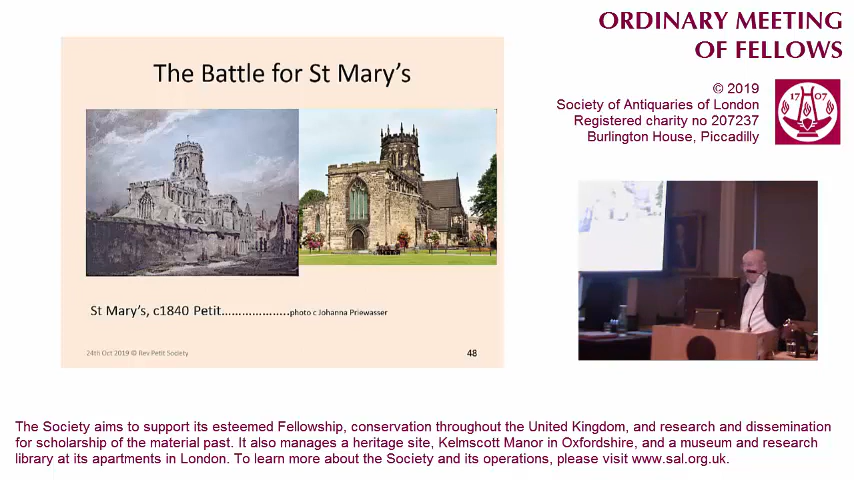 ORDINARY MEETING
OF FELLOWS
© 2019
Society of Antiquaries of London
Registered charity no 207237
Burlington House, Piccadilly
17 07
The Battle for St Mary's
St Mary's, c1840 Petit....................photo c Johanna Priewasser
24th Oct 2019 © Rev Petit Society
48
The Society aims to support its esteemed Fellowship, conservation throughout the United Kingdom, and research and dissemination
for scholarship of the material past. It also manages a heritage site, Kelmscott Manor in Oxfordshire, and a museum and research
library at its apartments in London. To learn more about the Society and its operations, please visit www.sal.org.uk.